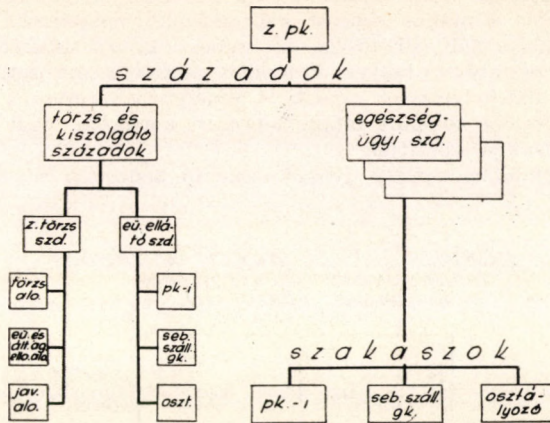 z. pk.
századok
törzs és
kiszolgáló
századok
egészség-
ügyi szd.
z. törzs
szd.
eü. ellá-
tó szd.
törzs
alo.
pk-i
eü. és
ált. ag.
ello. alo.
seb.
száll.
gk.
jav.
alo.
oszt.
szakaszok
pk.-i
seb. száll.
gk.
osztá-
lyozó